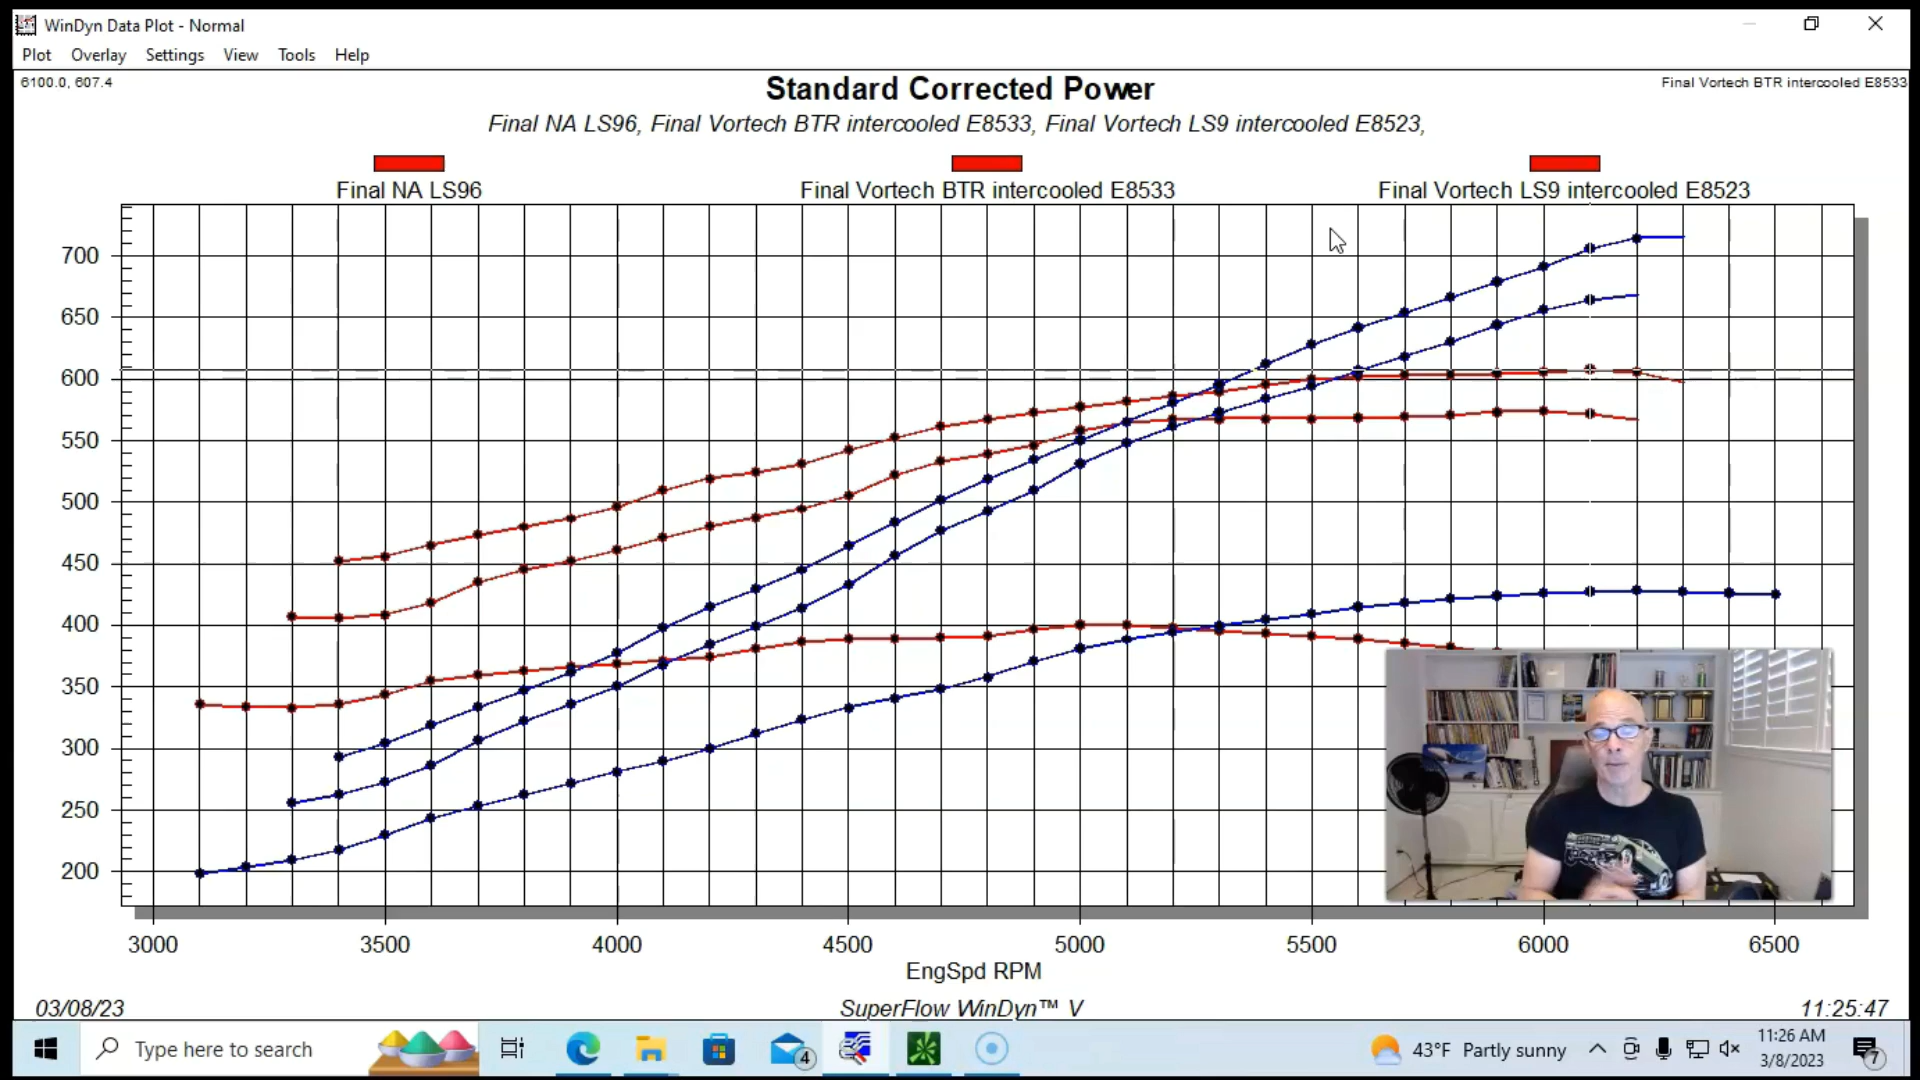 WinDyn Data Plot - Normal
Plot Overlay Settings View Tools Help
6100.0, 607.4
Standard Corrected Power
Final Vortech BTR intercooled E8533
Final NA LS96, Final Vortech BTR intercooled E8533, Final Vortech LS9 intercooled E8523,
Final NA LS96
Final Vortech BTR intercooled E8533
Final Vortech LS9 intercooled E8523
700
650
600
550
500
450
400
350
300
250
200
3000 3500 4000 4500 5000 5500 6000 6500
EngSpd RPM
03/08/23
SuperFlow WinDyn™ V
11:25:47
Type here to search
4
43°F Partly sunny
11:26 AM
3/8/2023
7